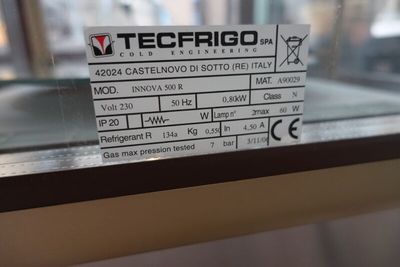 TECFRIGO SPA
COLD ENGINEERING
42024 CASTELNOVO DI SOTTO (RE) ITALY
MOD. INNOVA 500 R MAT. A90029
Volt 230 50 Hz 0,80kW Class N
IP 20 W Lamp n° max 60 W
Refrigerant R 134a Kg 0,550 In 4,50 A CE
Gas max pression tested 7 bar 3/11/0